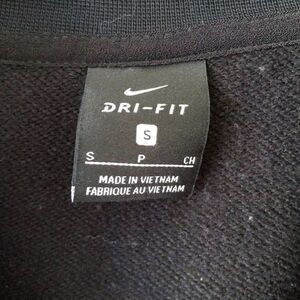 DRI-FIT
S
S P CH
MADE IN VIETNAM
FABRIQUE AU VIETNAM